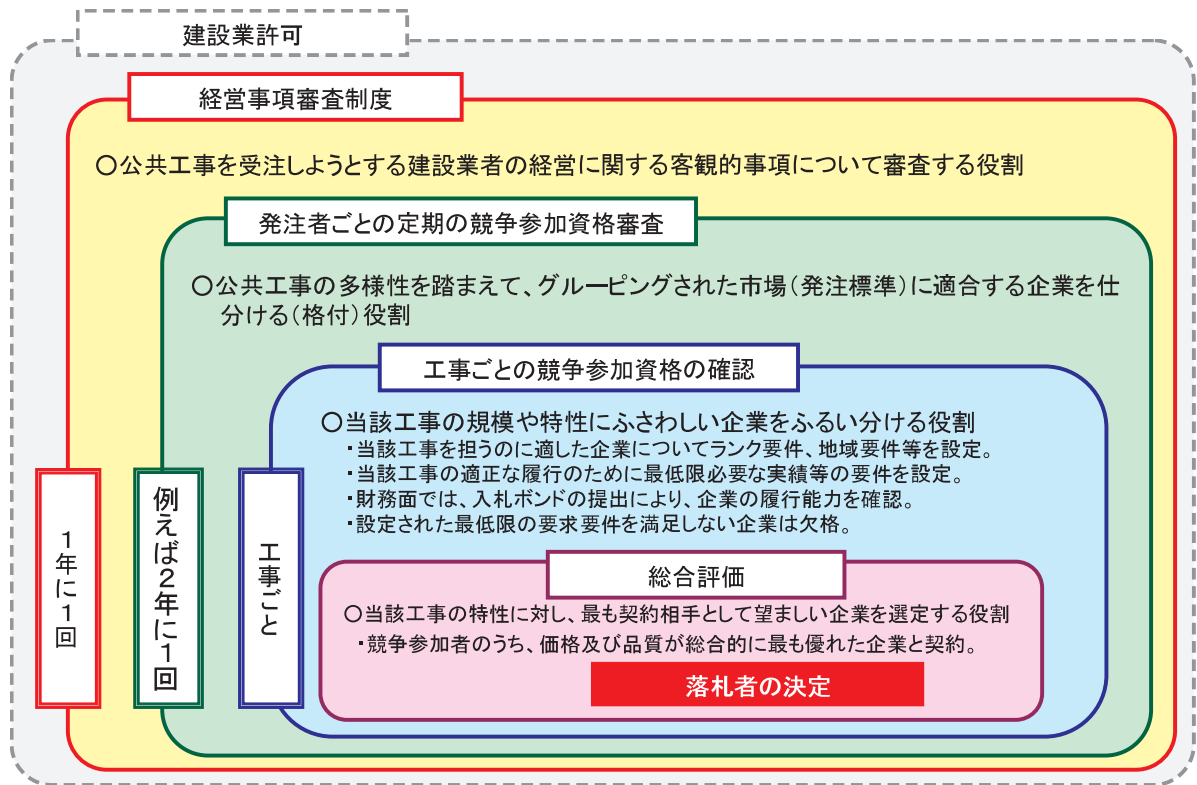 建設業許可
経営事項審査制度
○公共工事を受注しようとする建設業者の経営に関する客観的事項について審査する役割
発注者ごとの定期の競争参加資格審査
○公共工事の多様性を踏まえて、グルーピングされた市場(発注標準)に適合する企業を仕
分ける(格付)役割
工事ごとの競争参加資格の確認
○当該工事の規模や特性にふさわしい企業をふるい分ける役割
・当該工事を担うのに適した企業についてランク要件、地域要件等を設定。
・当該工事の適正な履行のために最低限必要な実績等の要件を設定。
・財務面では、入札ボンドの提出により、企業の履行能力を確認。
・設定された最低限の要求要件を満足しない企業は欠格。
総合評価
○当該工事の特性に対し、最も契約相手として望ましい企業を選定する役割
・競争参加者のうち、価格及び品質が総合的に最も優れた企業と契約。
落札者の決定
1年に1回
例えば2年に1回
工事ごと